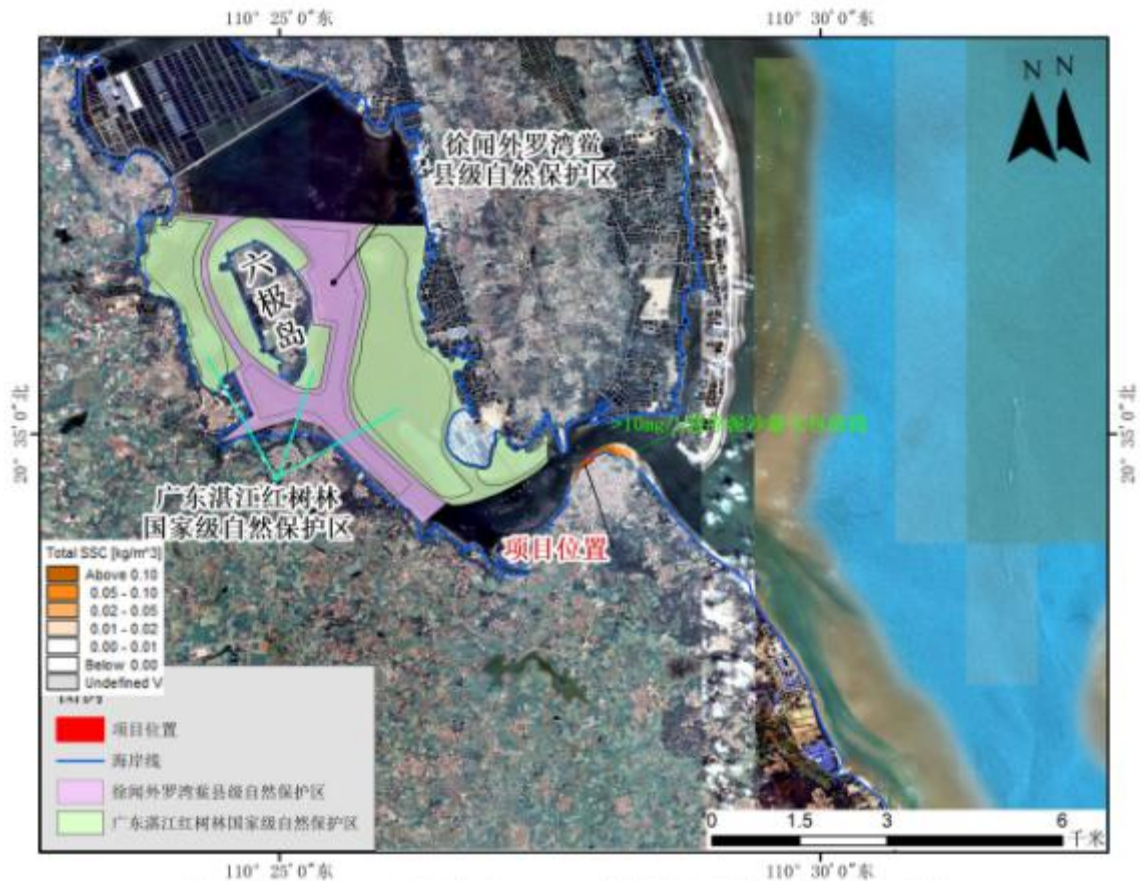 110° 25′0″东
110° 30′0″东
N N
徐闻外罗湾鲎
县级自然保护区
六极岛
20° 35′0″北
20° 35′0″北
>10mg/
广东湛江红树林
国家级自然保护区
项目位置
Total SSC [kg/m^3]
Above 0.10
0.05 - 0.10
0.02 - 0.05
0.01 - 0.02
0.00 - 0.01
Below 0.00
Undefined V
项目位置
海岸线
徐闻外罗湾鲎县级自然保护区
广东湛江红树林国家级自然保护区
0 1.5 3 6
千米
110° 25′0″东
110° 30′0″东